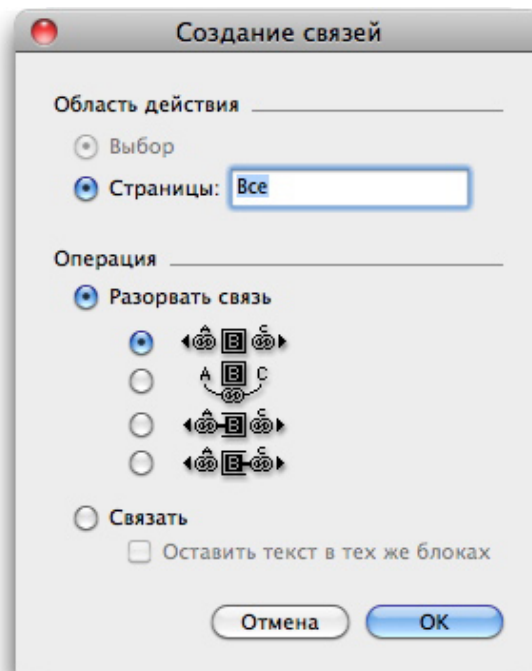 Создание связей
Область действия
Выбор
Страницы: Все
Операция
Разорвать связь
A B C
A B C
A B C
A B C
Связать
Оставить текст в тех же блоках
Отмена OK